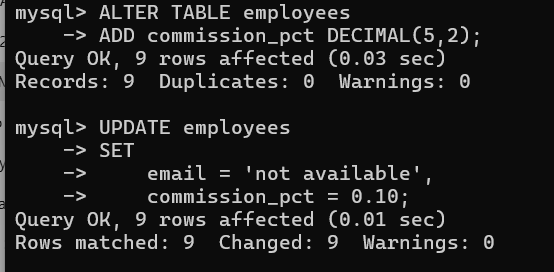 mysql> ALTER TABLE employees
    -> ADD commission_pct DECIMAL(5,2);
Query OK, 9 rows affected (0.03 sec)
Records: 9  Duplicates: 0  Warnings: 0

mysql> UPDATE employees
    -> SET
    ->     email = 'not available',
    ->     commission_pct = 0.10;
Query OK, 9 rows affected (0.01 sec)
Rows matched: 9  Changed: 9  Warnings: 0